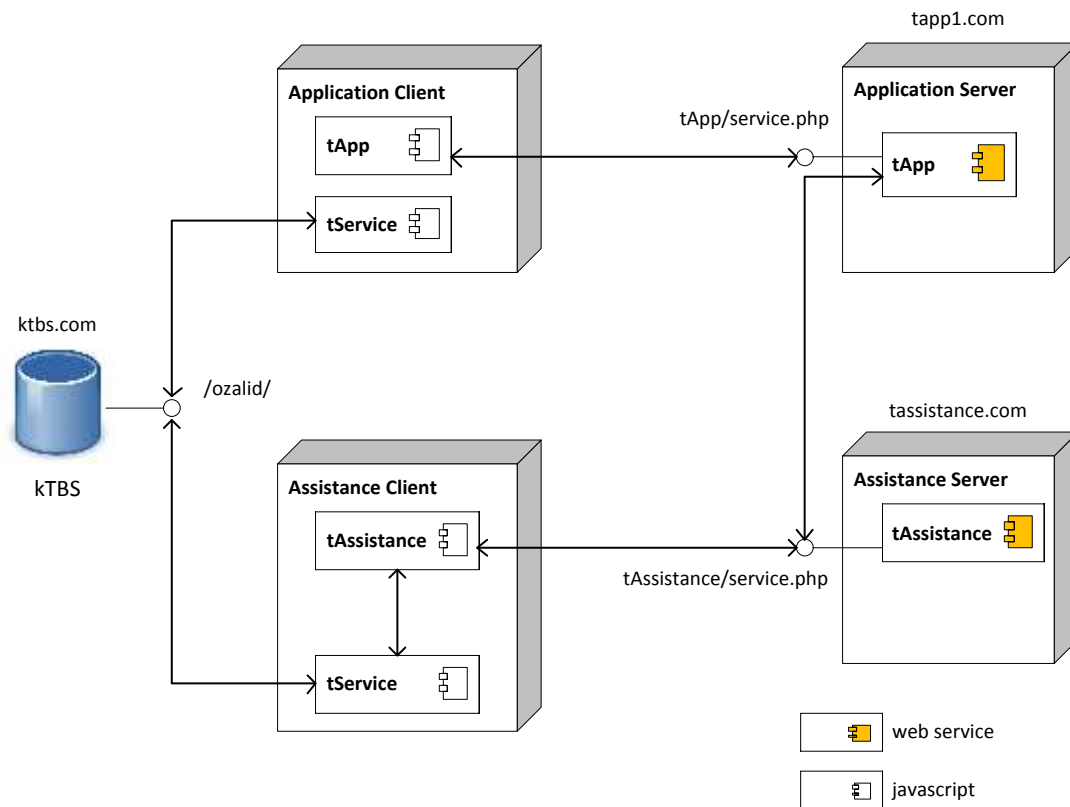 tapp1.com
Application Client
Application Server
tApp/service.php
tApp
tApp
tService
ktbs.com
/ozalid/
tassistance.com
kTBS
Assistance Client
Assistance Server
tAssistance
tAssistance
tAssistance/service.php
tService
web service
javascript